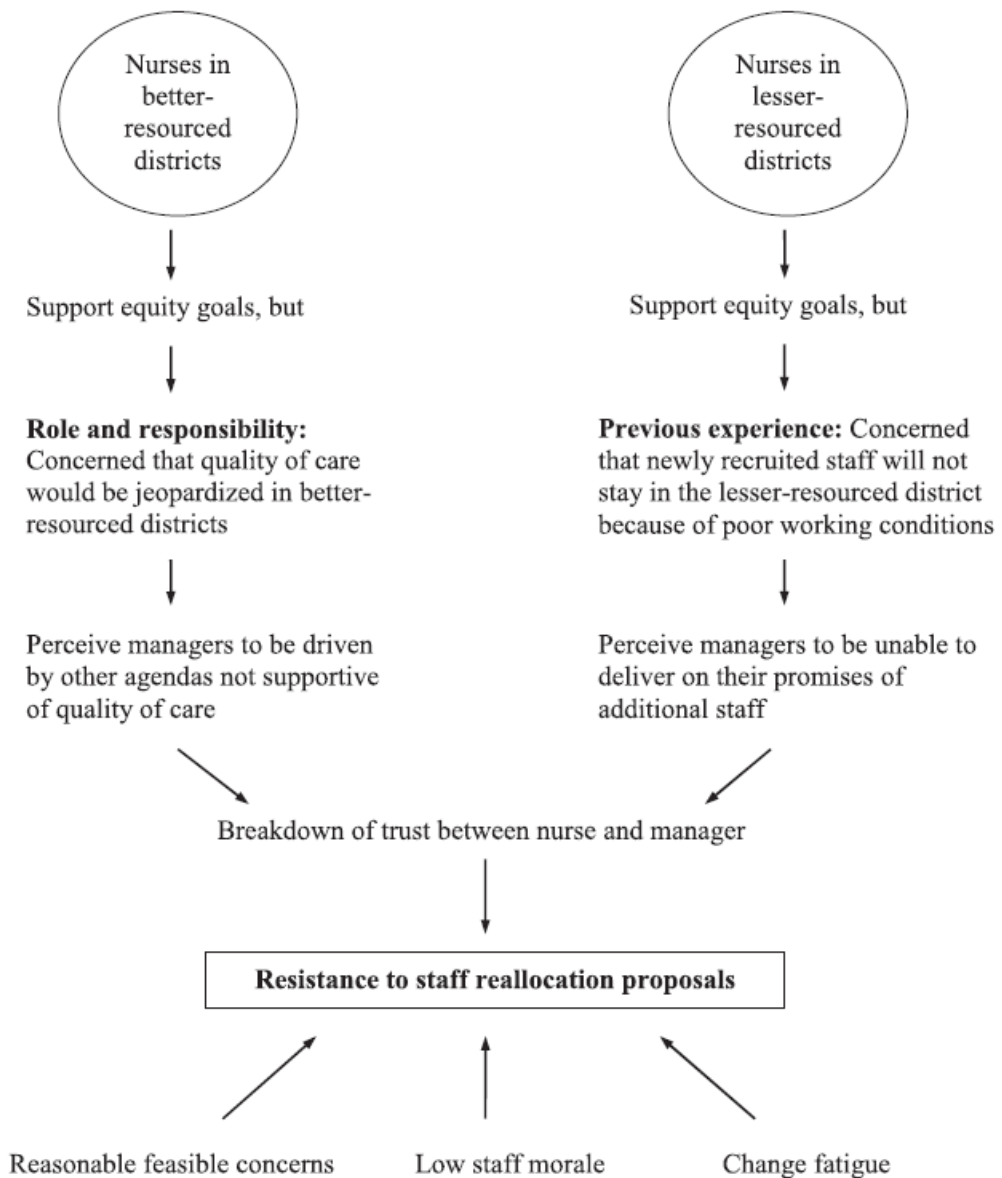 Nurses in
better-
resourced
districts
Nurses in
lesser-
resourced
districts
Support equity goals, but
Support equity goals, but
Role and responsibility:
Concerned that quality of care
would be jeopardized in better-
resourced districts
Previous experience: Concerned
that newly recruited staff will not
stay in the lesser-resourced district
because of poor working conditions
Perceive managers to be driven
by other agendas not supportive
of quality of care
Perceive managers to be unable to
deliver on their promises of
additional staff
Breakdown of trust between nurse and manager
Resistance to staff reallocation proposals
Reasonable feasible concerns
Low staff morale
Change fatigue